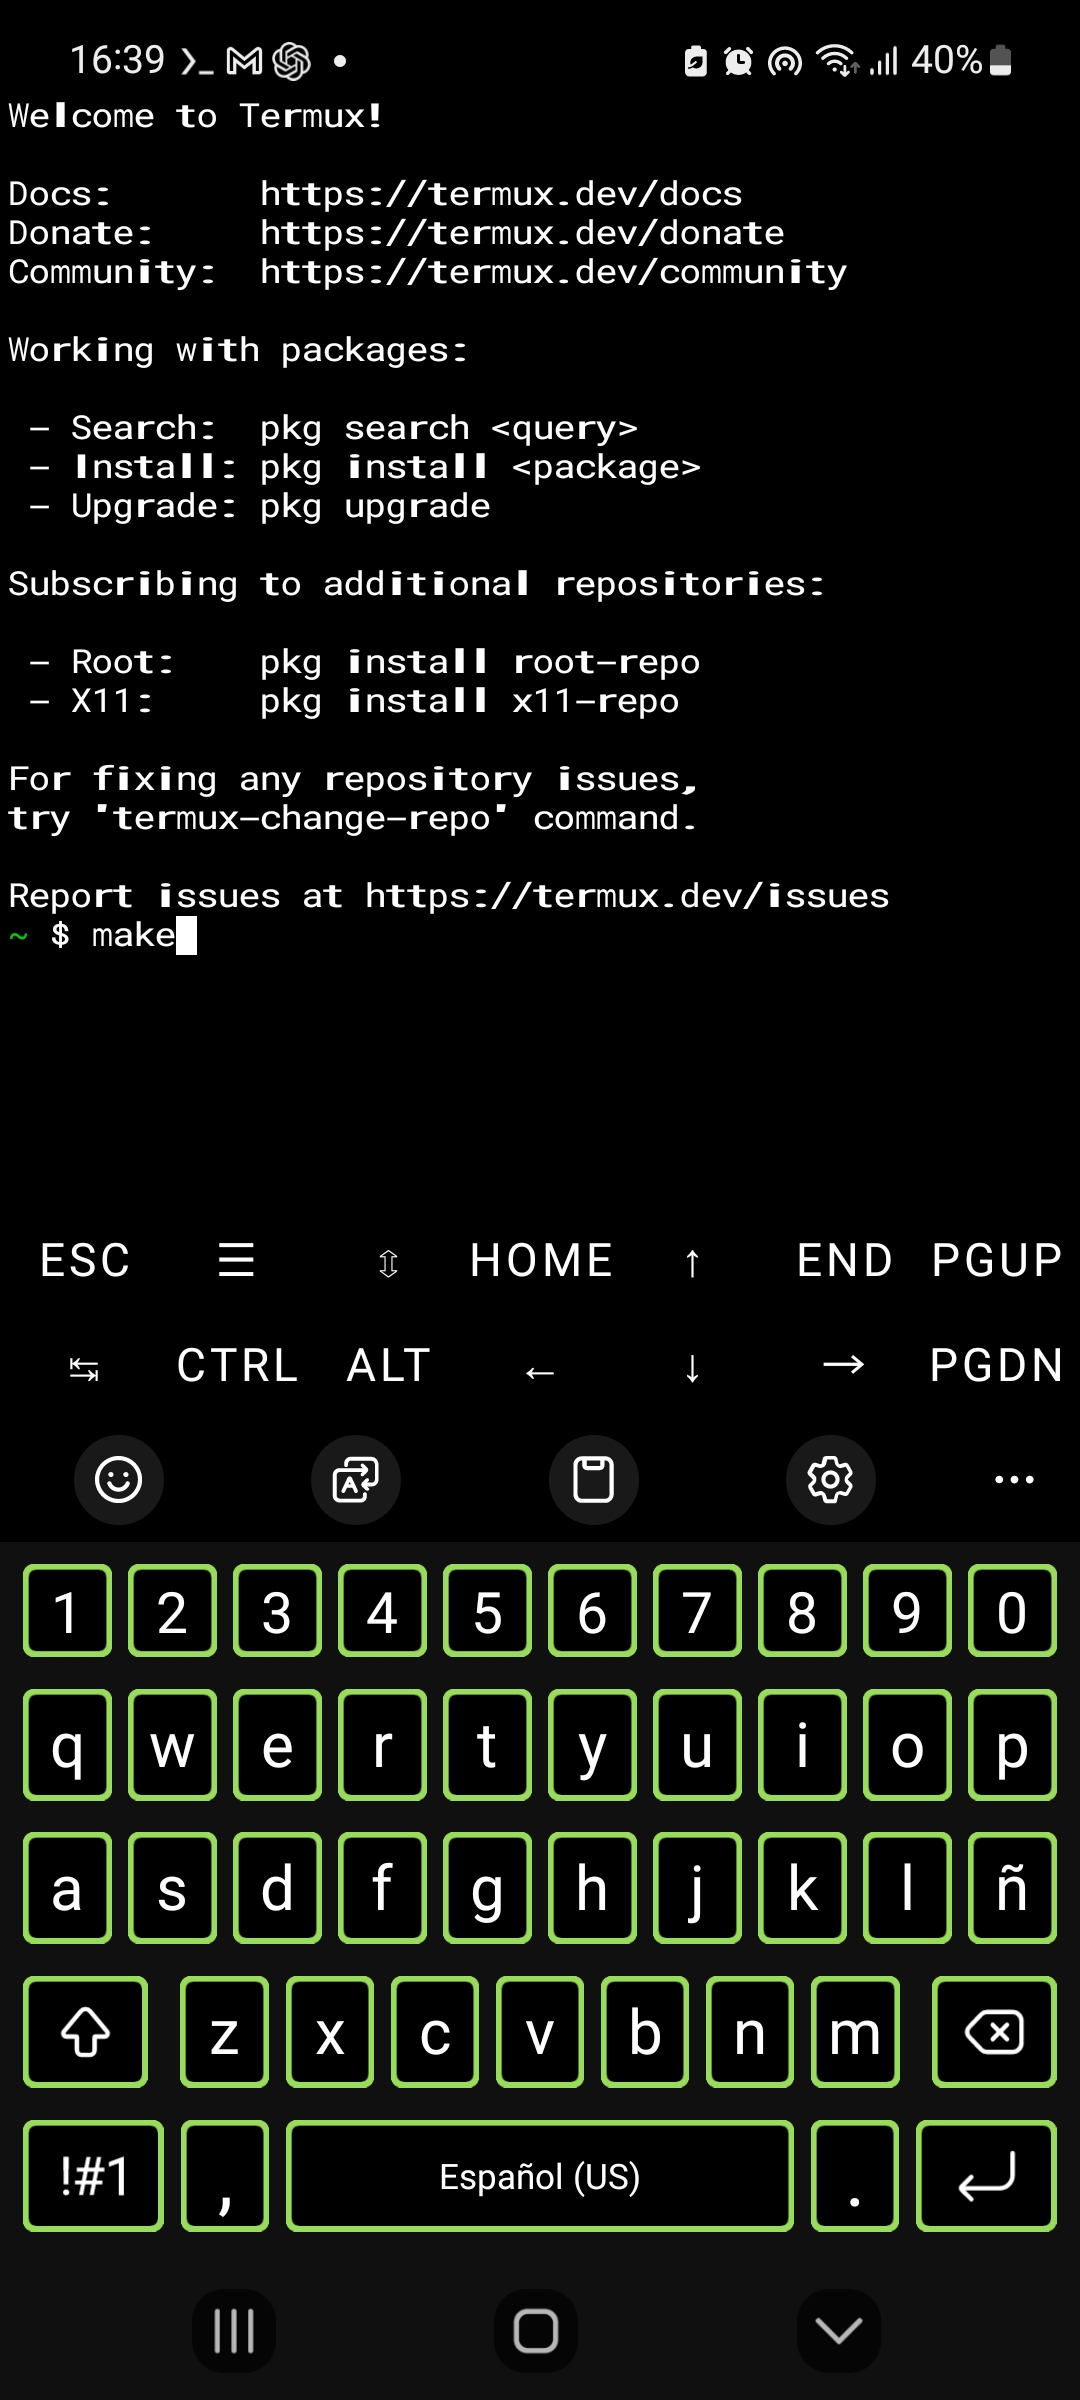 16:39 40%
Welcome to Termux!
Docs: https://termux.dev/docs
Donate: https://termux.dev/donate
Community: https://termux.dev/community
Working with packages:
- Search: pkg search <query>
- Install: pkg install <package>
- Upgrade: pkg upgrade
Subscribing to additional repositories:
- Root: pkg install root-repo
- X11: pkg install x11-repo
For fixing any repository issues,
try 'termux-change-repo' command.
Report issues at https://termux.dev/issues
~ $ make
ESC ☰ ⇳ HOME ↑ END PGUP
↹ CTRL ALT ← ↓ → PGDN
1 2 3 4 5 6 7 8 9 0
q w e r t y u i o p
a s d f g h j k l ñ
z x c v b n m
!#1 , Español (US) .